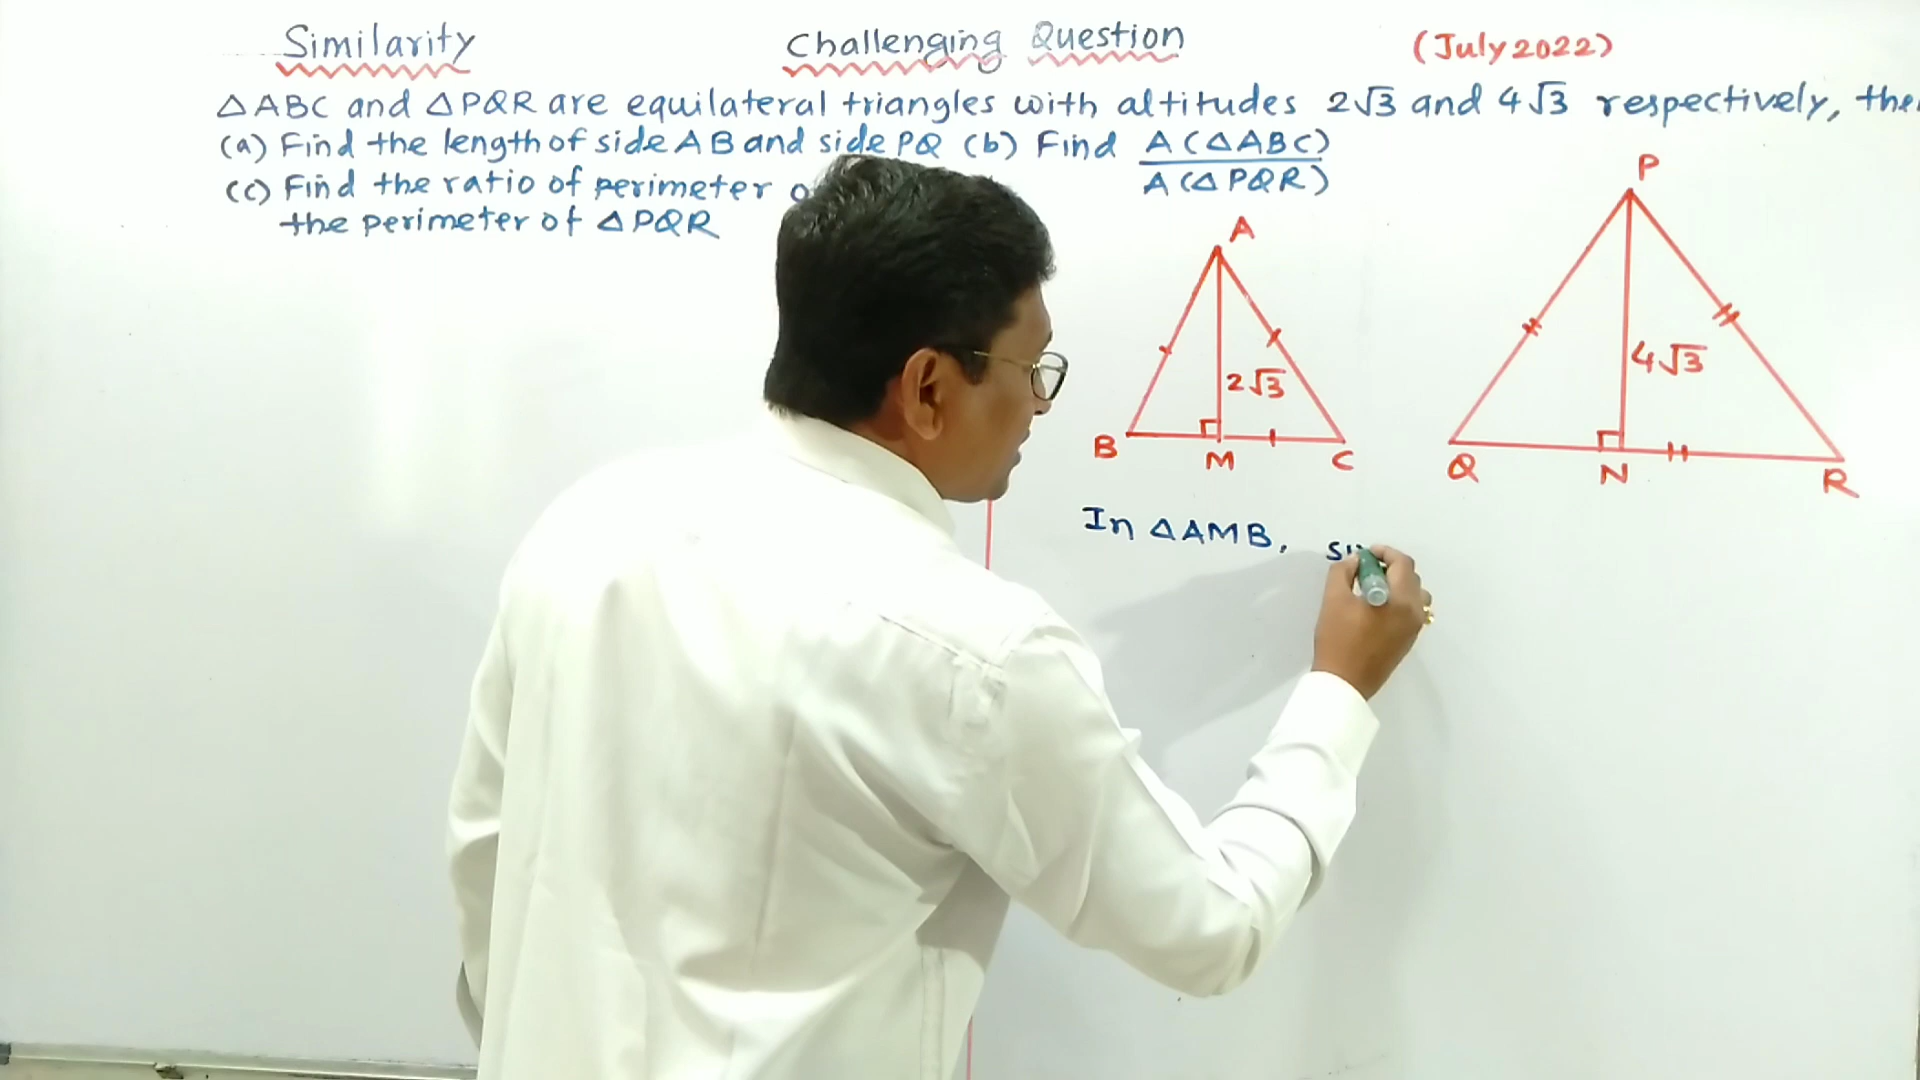 Similarity Challenging Question (July 2022)
△ABC and △PQR are equilateral triangles with altitudes 2√3 and 4√3 respectively,
(a) Find the length of side AB and side PQ (b) Find A(△ABC)
A(△PQR)
(c) Find the ratio of perimeter
the perimeter of △PQR
P
A
4√3
2√3
B M C
Q N R
In △AMB,